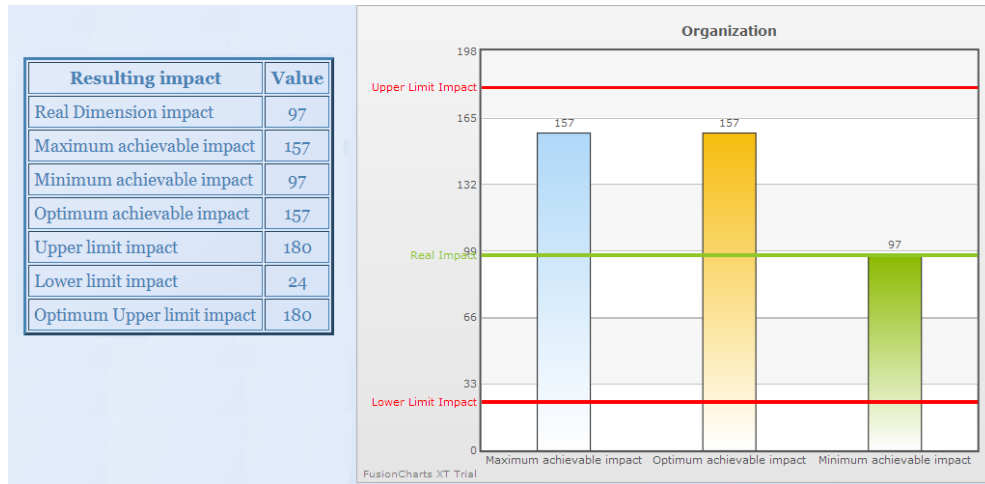 Resulting impact Value
Real Dimension impact 97
Maximum achievable impact 157
Minimum achievable impact 97
Optimum achievable impact 157
Upper limit impact 180
Lower limit impact 24
Optimum Upper limit impact 180
Organization
198
Upper Limit Impact
165
157
157
132
99
97
Real Impact
66
33
Lower Limit Impact
0
Maximum achievable impact Optimum achievable impact Minimum achievable impact
FusionCharts XT Trial